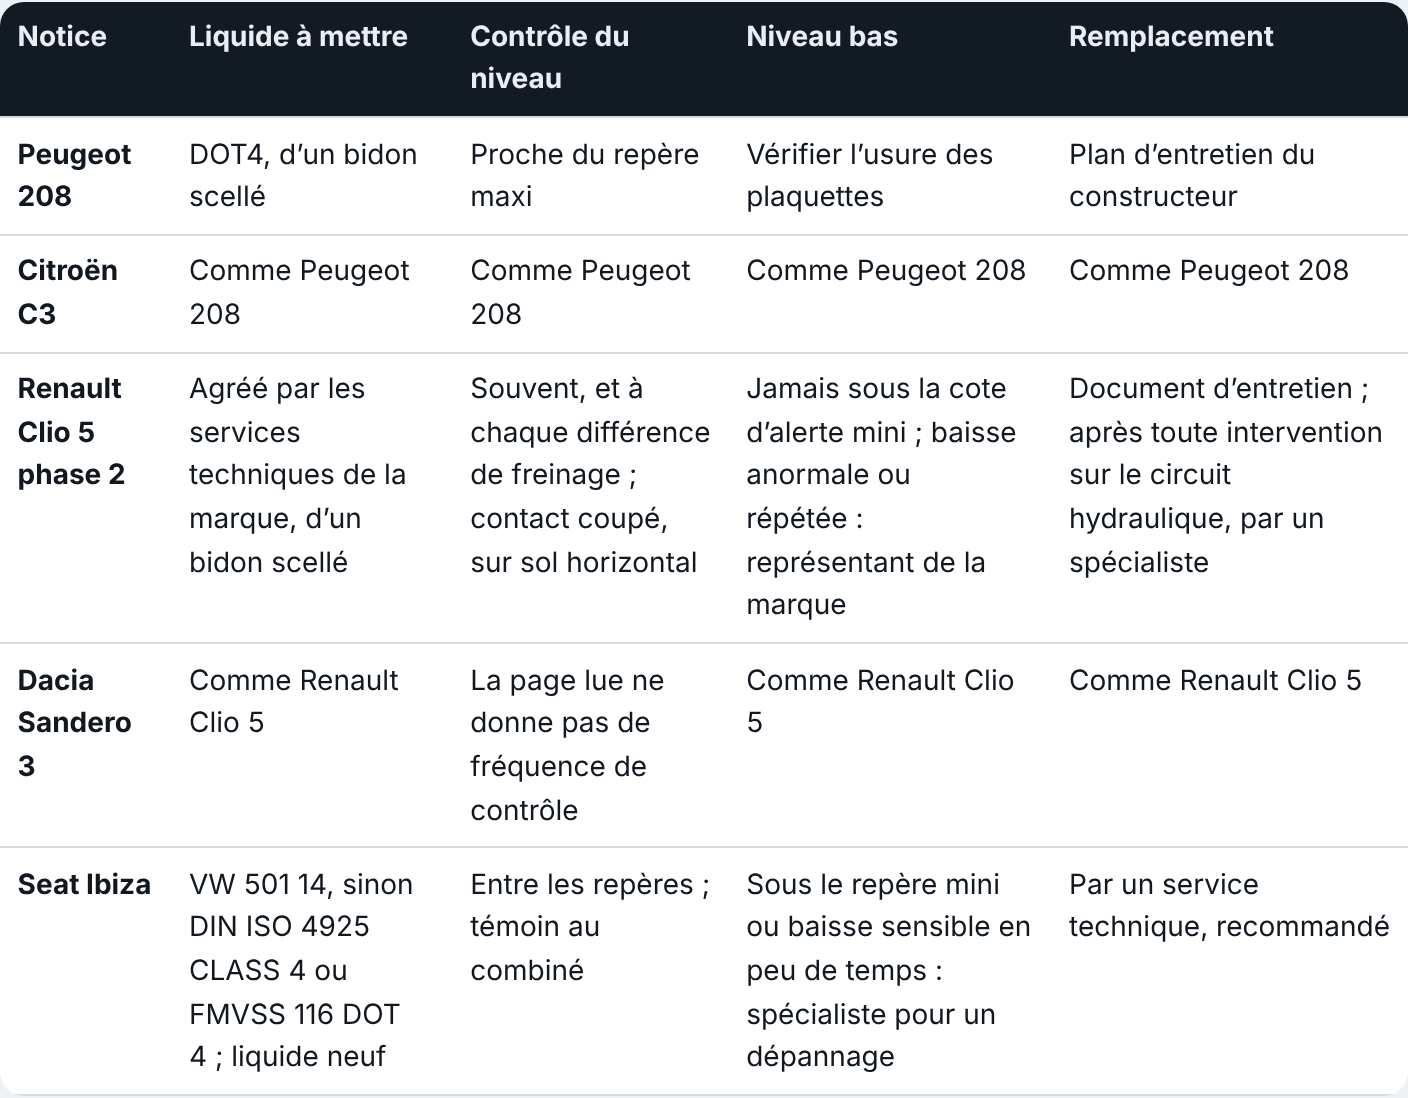 Notice
Liquide à mettre
Contrôle du
niveau
Niveau bas
Remplacement
Peugeot
208
DOT4, d’un bidon
scellé
Proche du repère
maxi
Vérifier l’usure des
plaquettes
Plan d’entretien du
constructeur
Citroën
C3
Comme Peugeot
208
Comme Peugeot
208
Comme Peugeot 208
Comme Peugeot 208
Renault
Clio 5
phase 2
Agréé par les
services
techniques de la
marque, d’un
bidon scellé
Souvent, et à
chaque différence
de freinage ;
contact coupé,
sur sol horizontal
Jamais sous la cote
d’alerte mini ; baisse
anormale ou
répétée :
représentant de la
marque
Document d’entretien ;
après toute intervention
sur le circuit
hydraulique, par un
spécialiste
Dacia
Sandero
3
Comme Renault
Clio 5
La page lue ne
donne pas de
fréquence de
contrôle
Comme Renault Clio
5
Comme Renault Clio 5
Seat Ibiza
VW 501 14, sinon
DIN ISO 4925
CLASS 4 ou
FMVSS 116 DOT
4 ; liquide neuf
Entre les repères ;
témoin au
combiné
Sous le repère mini
ou baisse sensible en
peu de temps :
spécialiste pour un
dépannage
Par un service
technique, recommandé